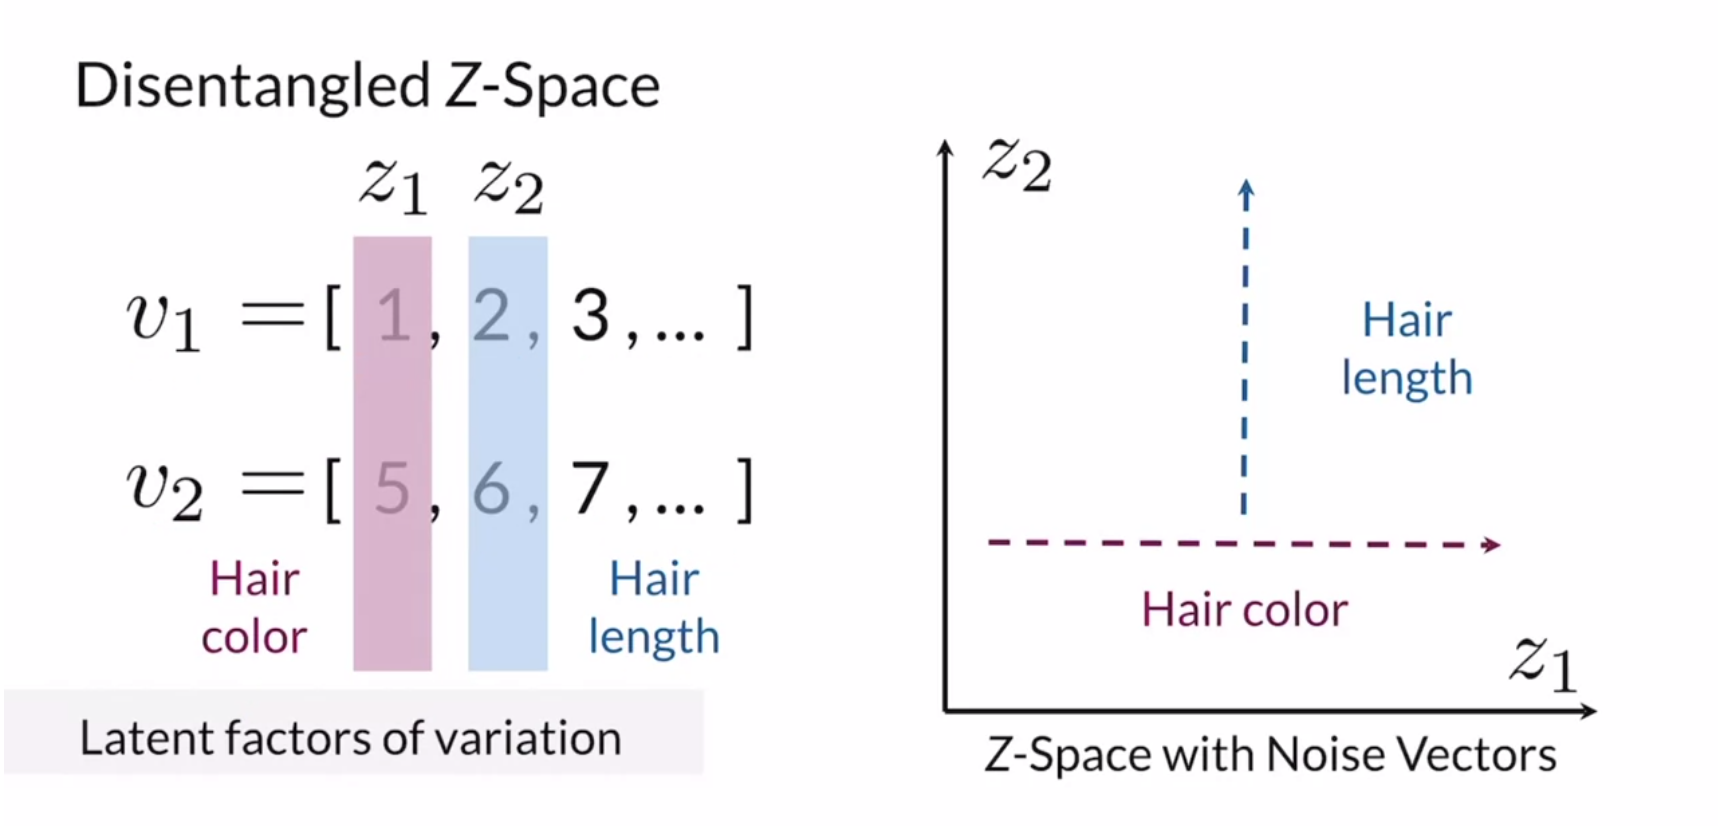 Disentangled Z-Space
z₁ z₂
v₁ =[ 1, 2, 3, ... ]
v₂ =[ 5, 6, 7, ... ]
Hair
color
Hair
length
Latent factors of variation
z₂
Hair
length
Hair color
z₁
Z-Space with Noise Vectors